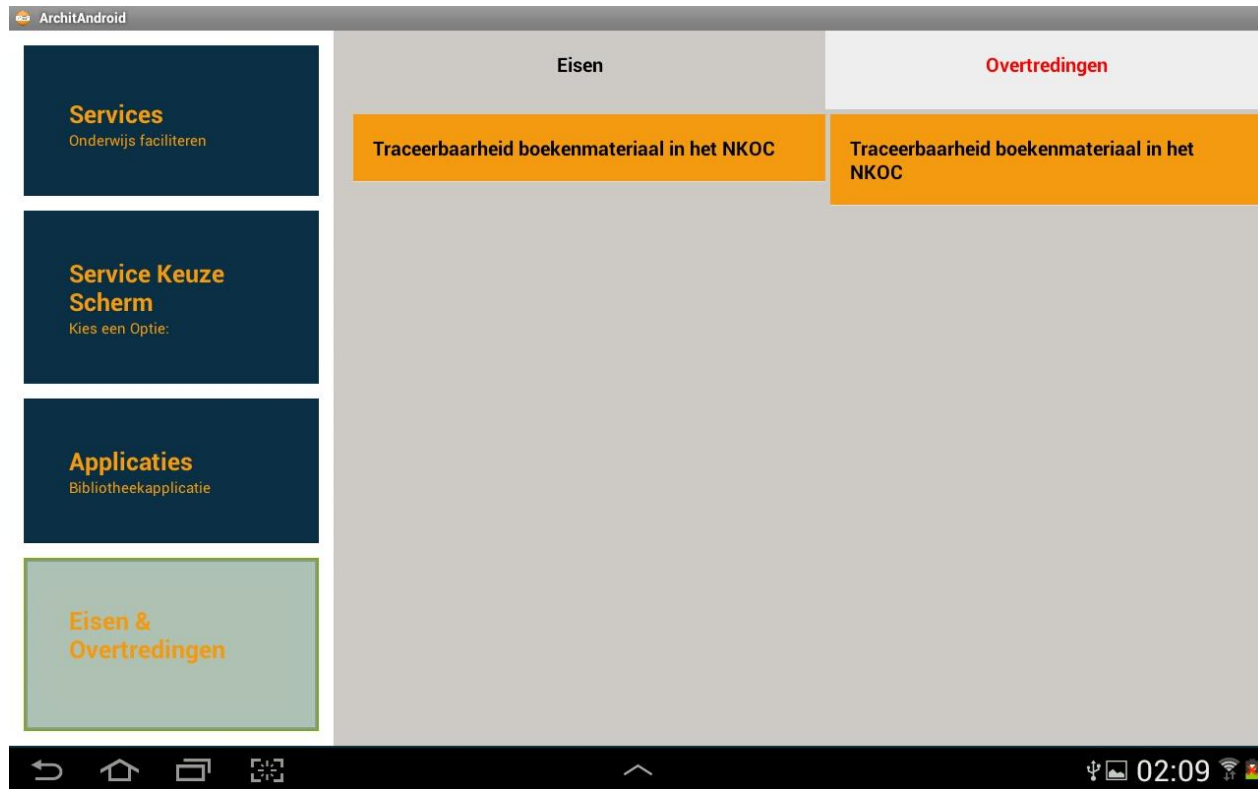 ArchitAndroid
Services
Onderwijs faciliteren
Service Keuze
Scherm
Kies een Optie:
Applicaties
Bibliotheekapplicatie
Eisen &
Overtredingen
Eisen
Traceerbaarheid boekenmateriaal in het NKOC
Overtredingen
Traceerbaarheid boekenmateriaal in het
NKOC
02:09